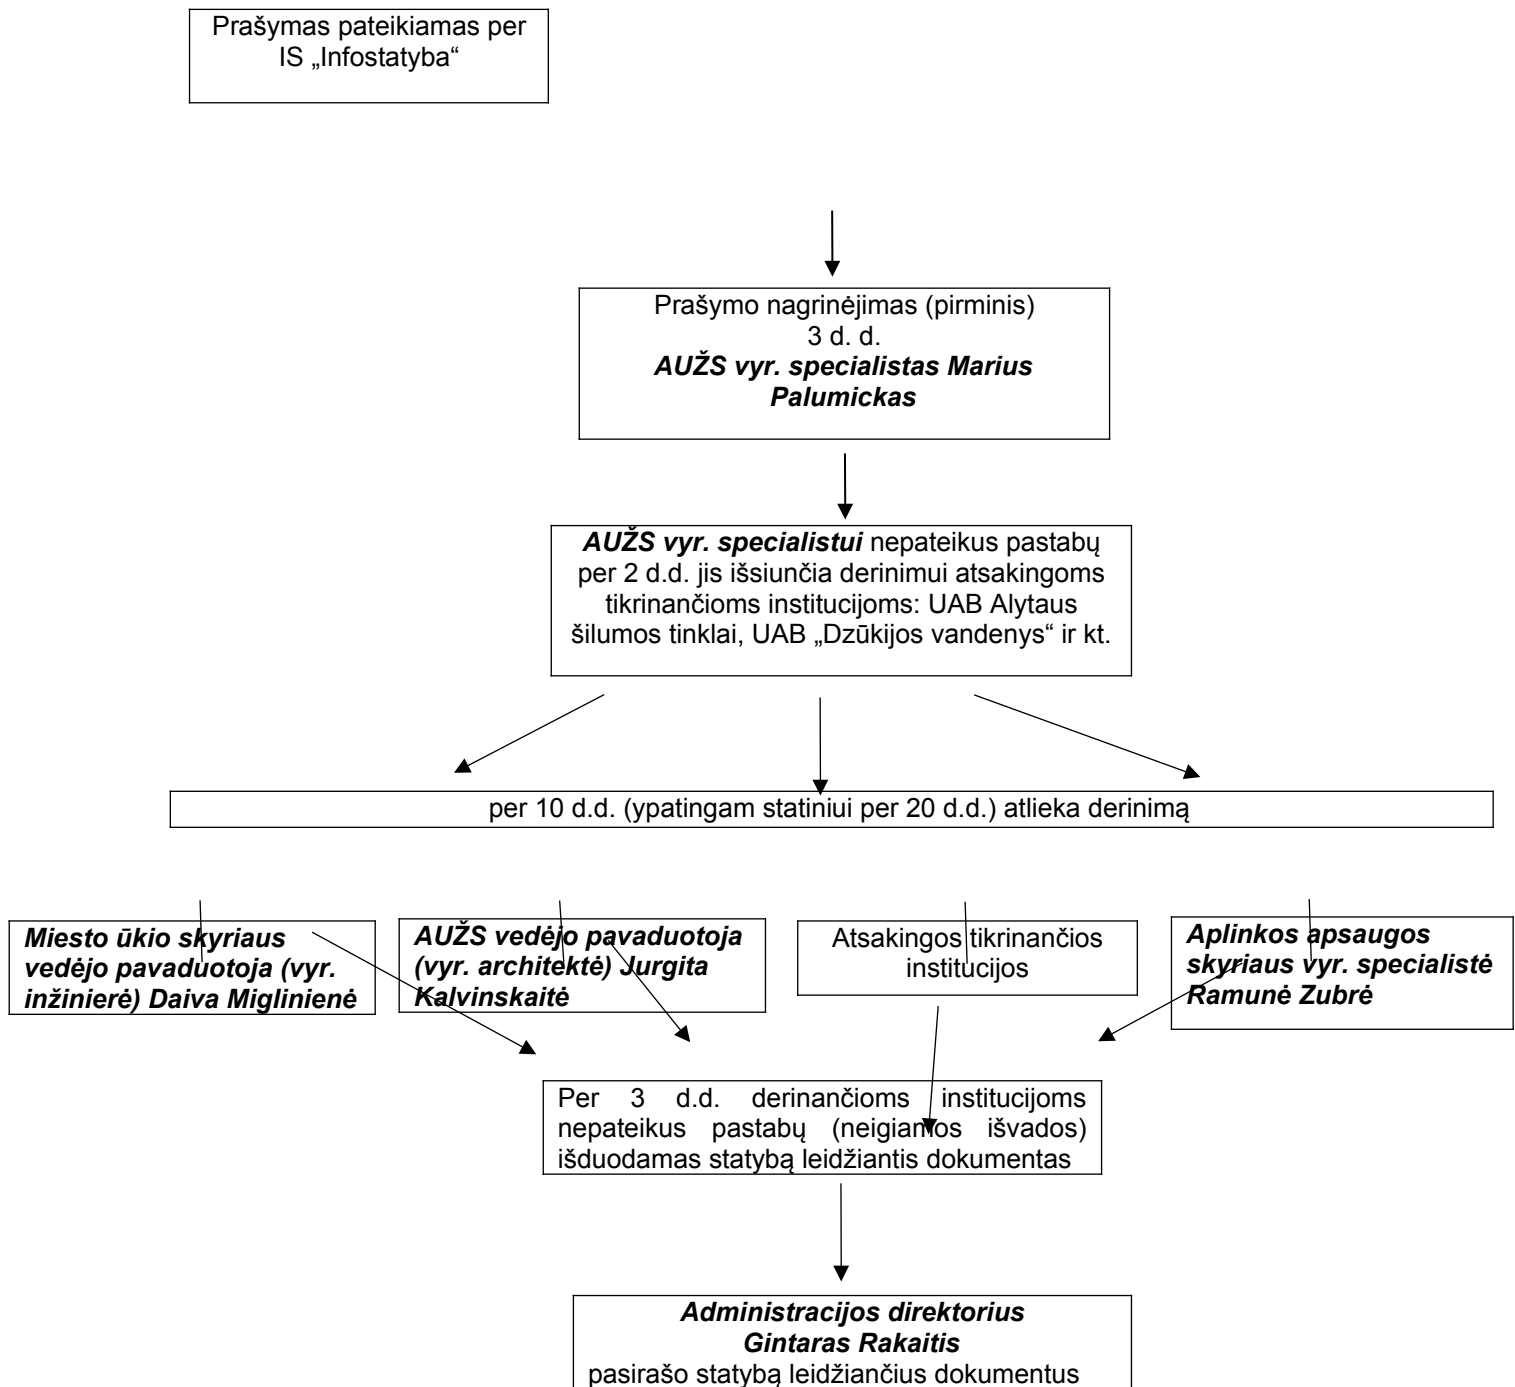 Prašymas pateikiamas per
IS „Infostatyba“
Prašymo nagrinėjimas (pirminis)
3 d. d.
AUŽS vyr. specialistas Marius
Palumickas
AUŽS vyr. specialistui nepateikus pastabų
per 2 d.d. jis išsiunčia derinimui atsakingoms
tikrinančioms institucijoms: UAB Alytaus
šilumos tinklai, UAB „Dzūkijos vandenys“ ir kt.
per 10 d.d. (ypatingam statiniui per 20 d.d.) atlieka derinimą
Miesto ūkio skyriaus
vedėjo pavaduotoja (vyr.
inžinierė) Daiva Miglinienė
AUŽS vedėjo pavaduotoja
(vyr. architektė) Jurgita
Kalvinskaitė
Atsakingos tikrinančios
institucijos
Aplinkos apsaugos
skyriaus vyr. specialistė
Ramunė Zubrė
Per 3 d.d. derinančioms institucijoms
nepateikus pastabų (neigiamos išvados)
išduodamas statybą leidžiantis dokumentas
Administracijos direktorius
Gintaras Rakaitis
pasirašo statybą leidžiančius dokumentus